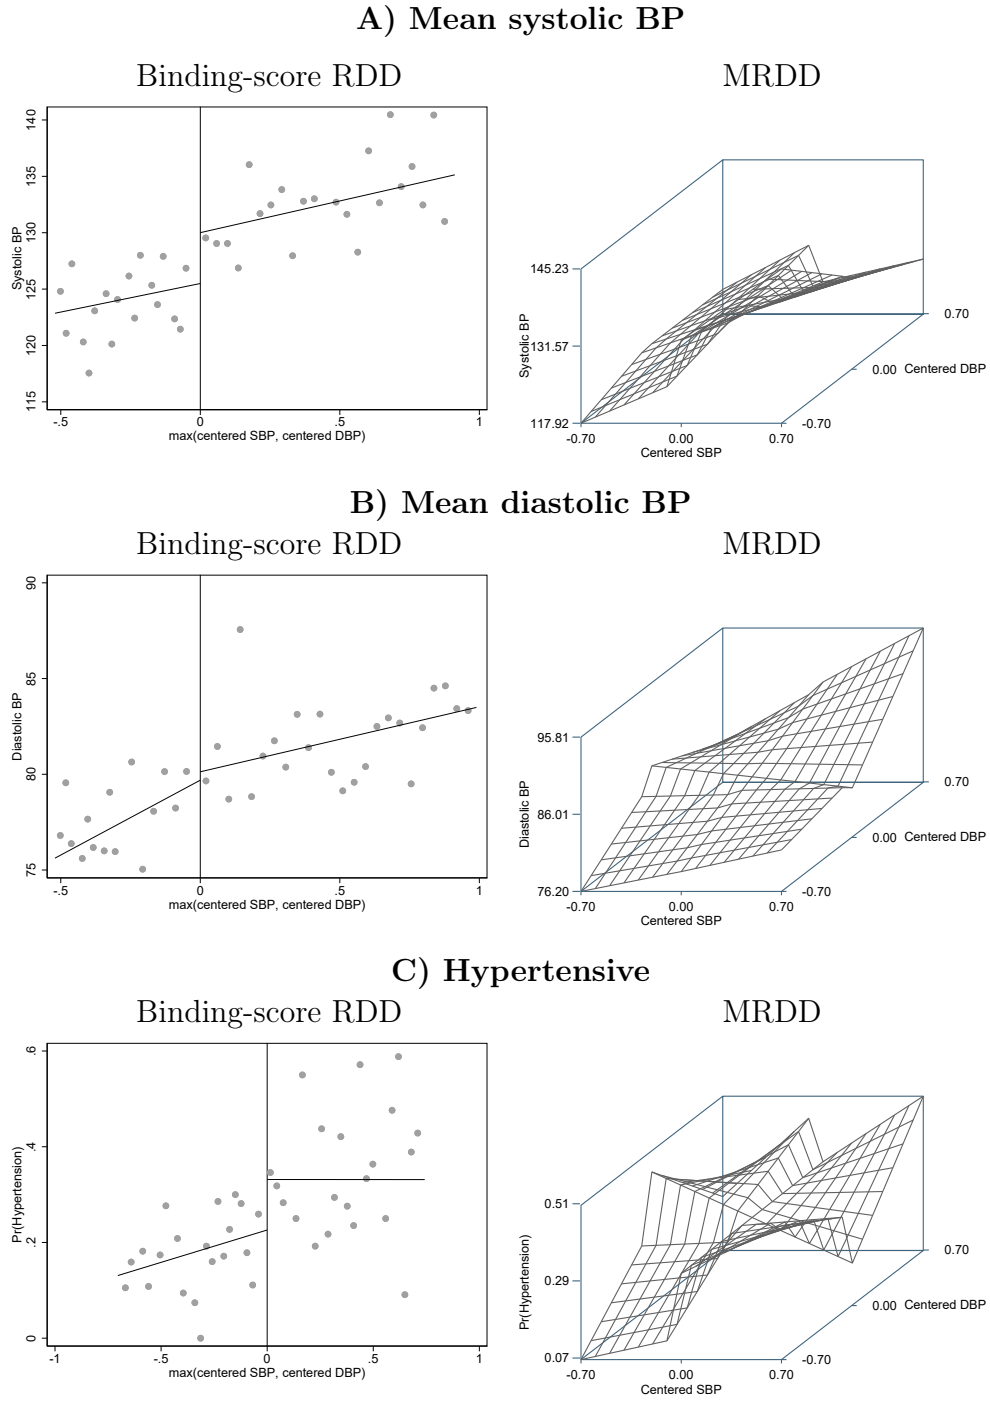 A) Mean systolic BP
Binding-score RDD
MRDD
Systolic BP
140
135
130
125
120
115
-.5
0
.5
1
max(centered SBP, centered DBP)
Systolic BP
145.23
131.57
117.92
-0.70
0.00
0.70
Centered SBP
-0.70
0.00
0.70
Centered DBP
B) Mean diastolic BP
Binding-score RDD
MRDD
Diastolic BP
90
85
80
75
-.5
0
.5
1
max(centered SBP, centered DBP)
Diastolic BP
95.81
86.01
76.20
-0.70
0.00
0.70
Centered SBP
-0.70
0.00
0.70
Centered DBP
C) Hypertensive
Binding-score RDD
MRDD
Pr(Hypertension)
.6
.4
.2
0
-1
-.5
0
.5
1
max(centered SBP, centered DBP)
Pr(Hypertension)
0.51
0.29
0.07
-0.70
0.00
0.70
Centered SBP
-0.70
0.00
0.70
Centered DBP